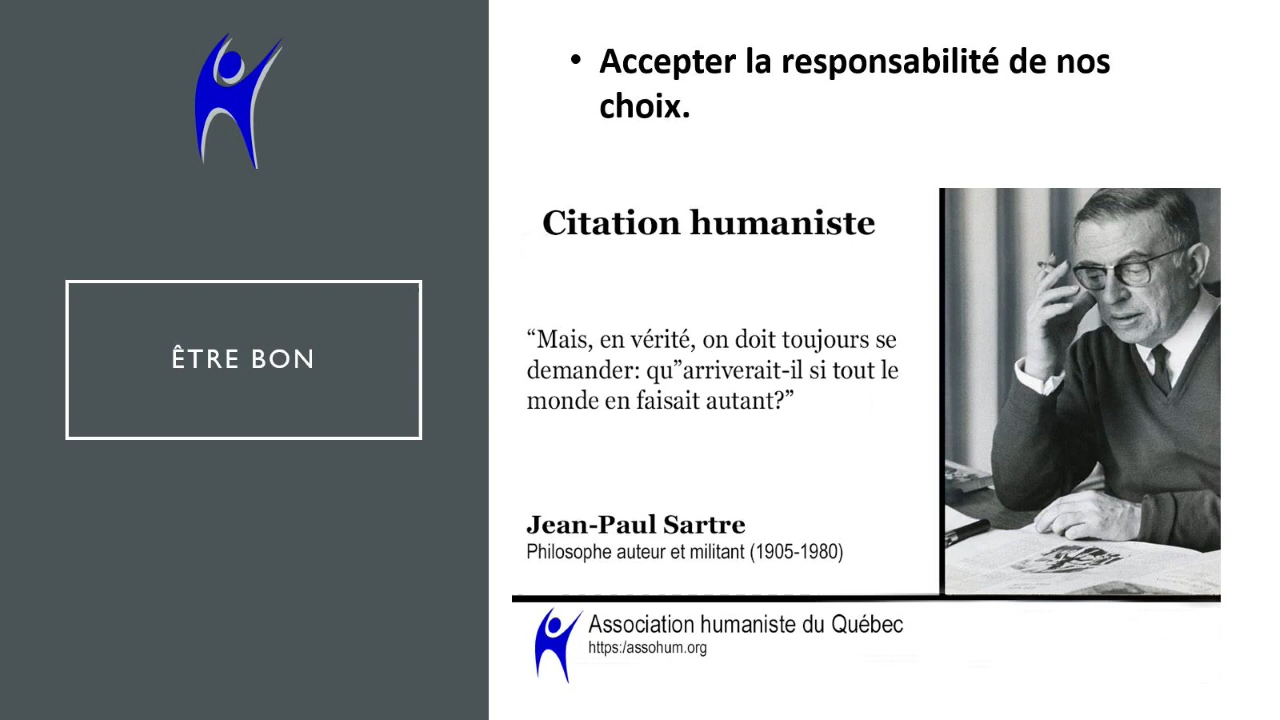 ÊTRE BON
• Accepter la responsabilité de nos
choix.
Citation humaniste
“Mais, en vérité, on doit toujours se
demander: qu”arriverait-il si tout le
monde en faisait autant?”
Jean-Paul Sartre
Philosophe auteur et militant (1905-1980)
Association humaniste du Québec
https:/assohum.org